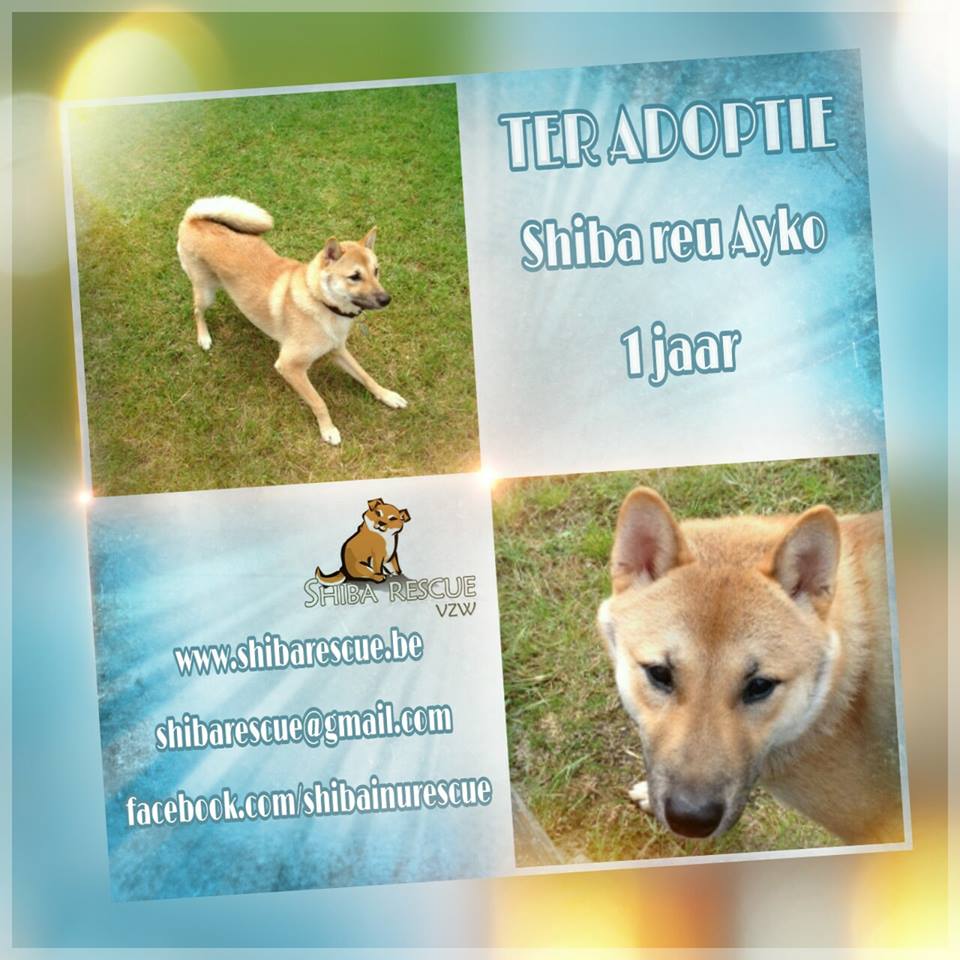 TER ADOPTIE
Shiba reu Ayko
1 jaar
SHIBA RESCUE
VZW
www.shibarescue.be
shibarescue@gmail.com
facebook.com/shibainurescue